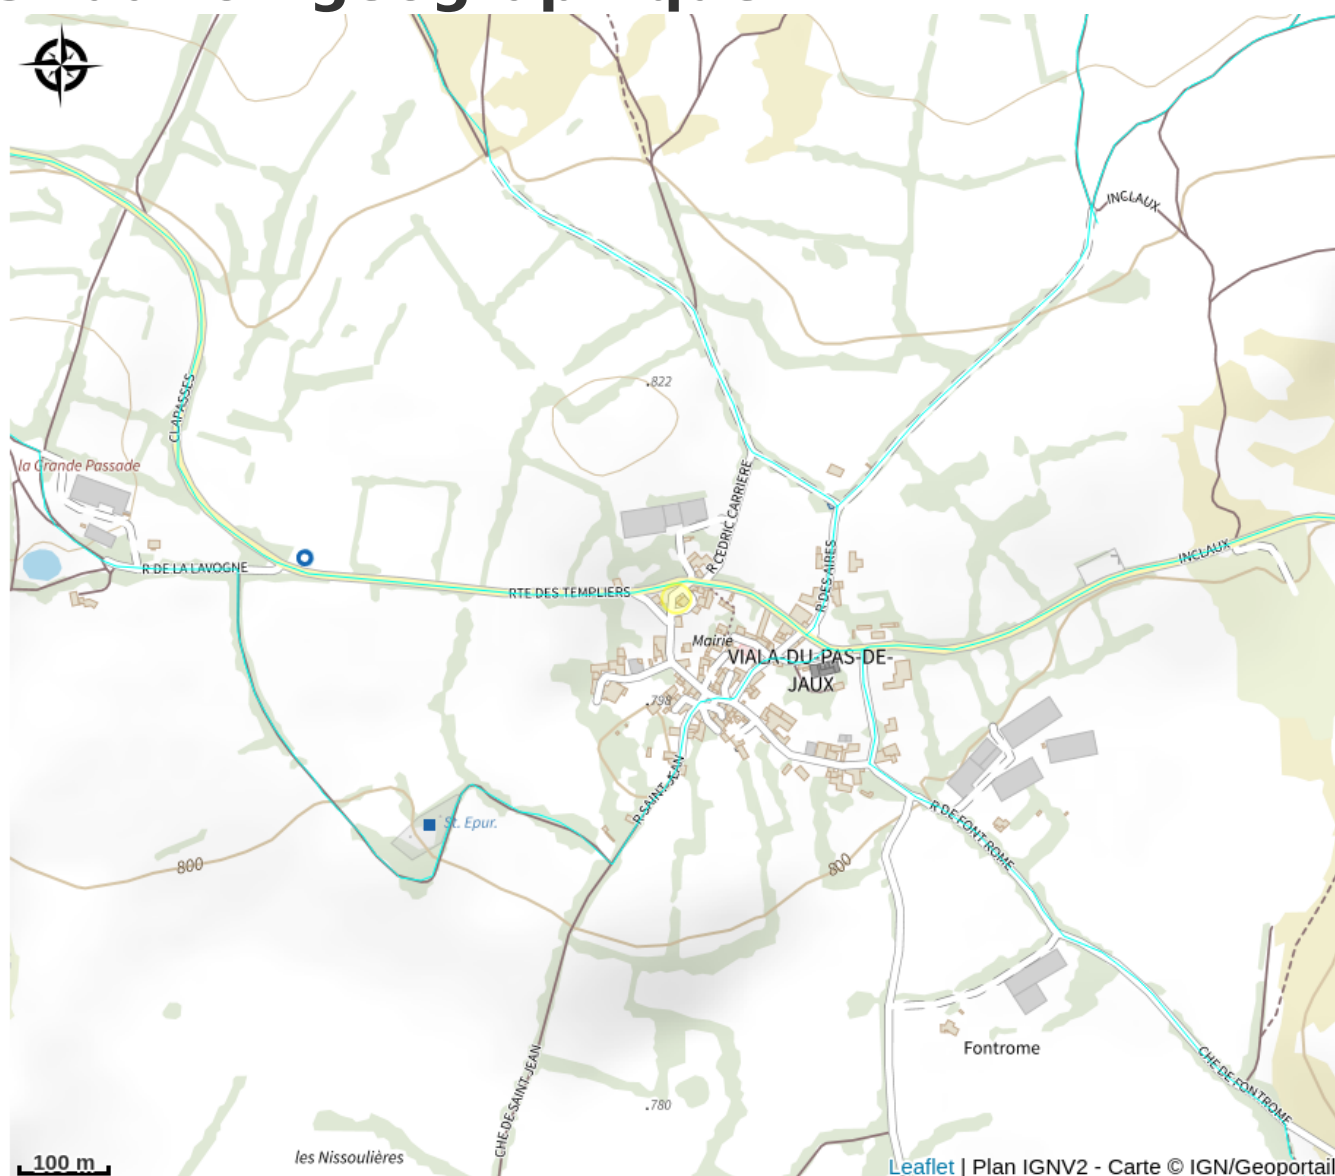 INCLAUX
.822
CLAPASSES
la Grande Passade
R CEDRIC CARRIERE
R DES AIRES
INCLAUX
R DE LA LAVOGNE
RTE DES TEMPLIERS
Mairie
VIALA-DU-PAS-DE-
JAUX
.798
R SAINT-JEAN
St. Epur.
R DE FONT ROME
800
800
Fontrome
CHE DE SAINT-JEAN
CHE DE FONTROME
.780
les Nissoulières
100 m
Leaflet | Plan IGNV2 - Carte © IGN/Geoportail